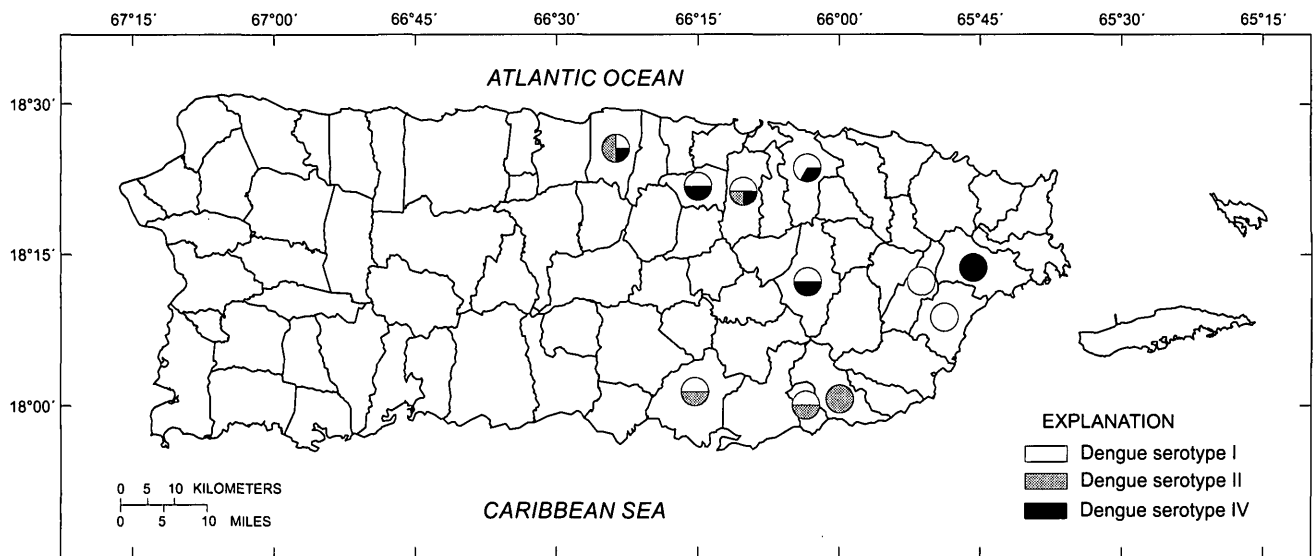 67°15′ 67°00′ 66°45′ 66°30′ 66°15′ 66°00′ 65°45′ 65°30′ 65°15′
ATLANTIC OCEAN
18°30′
18°15′
18°00′
EXPLANATION
Dengue serotype I
Dengue serotype II
Dengue serotype IV
0 5 10 KILOMETERS
0 5 10 MILES
CARIBBEAN SEA